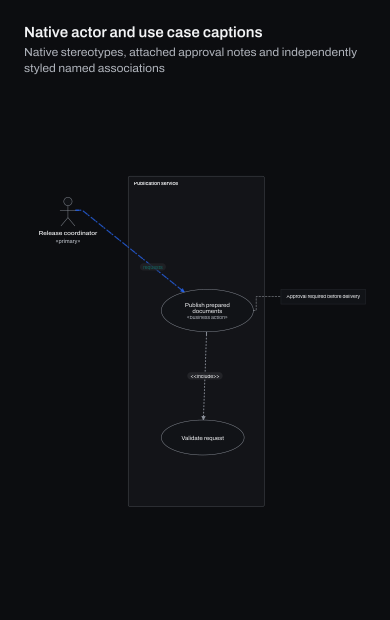 Native actor and use case captions
Native stereotypes, attached approval notes and independently
styled named associations
Publication service
Release coordinator
«primary»
Publish prepared
documents
«business action»
Approval required before delivery
<<include>>
Validate request